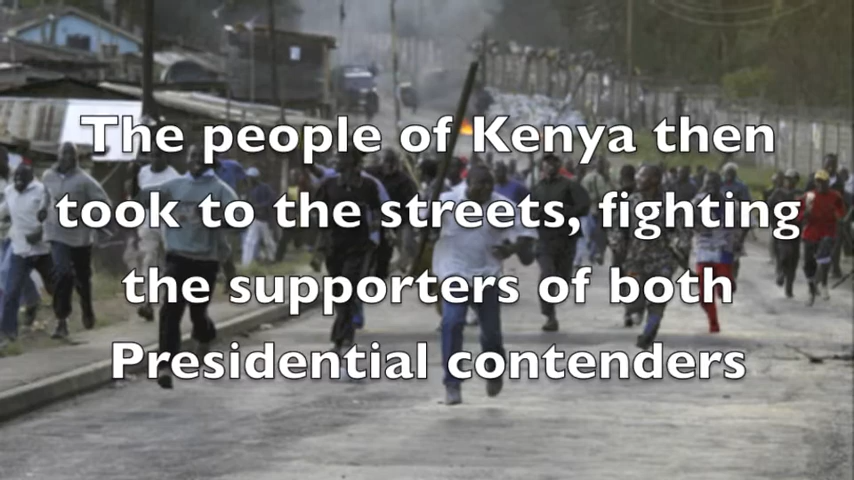 The people of Kenya then
took to the streets, fighting
the supporters of both
Presidential contenders